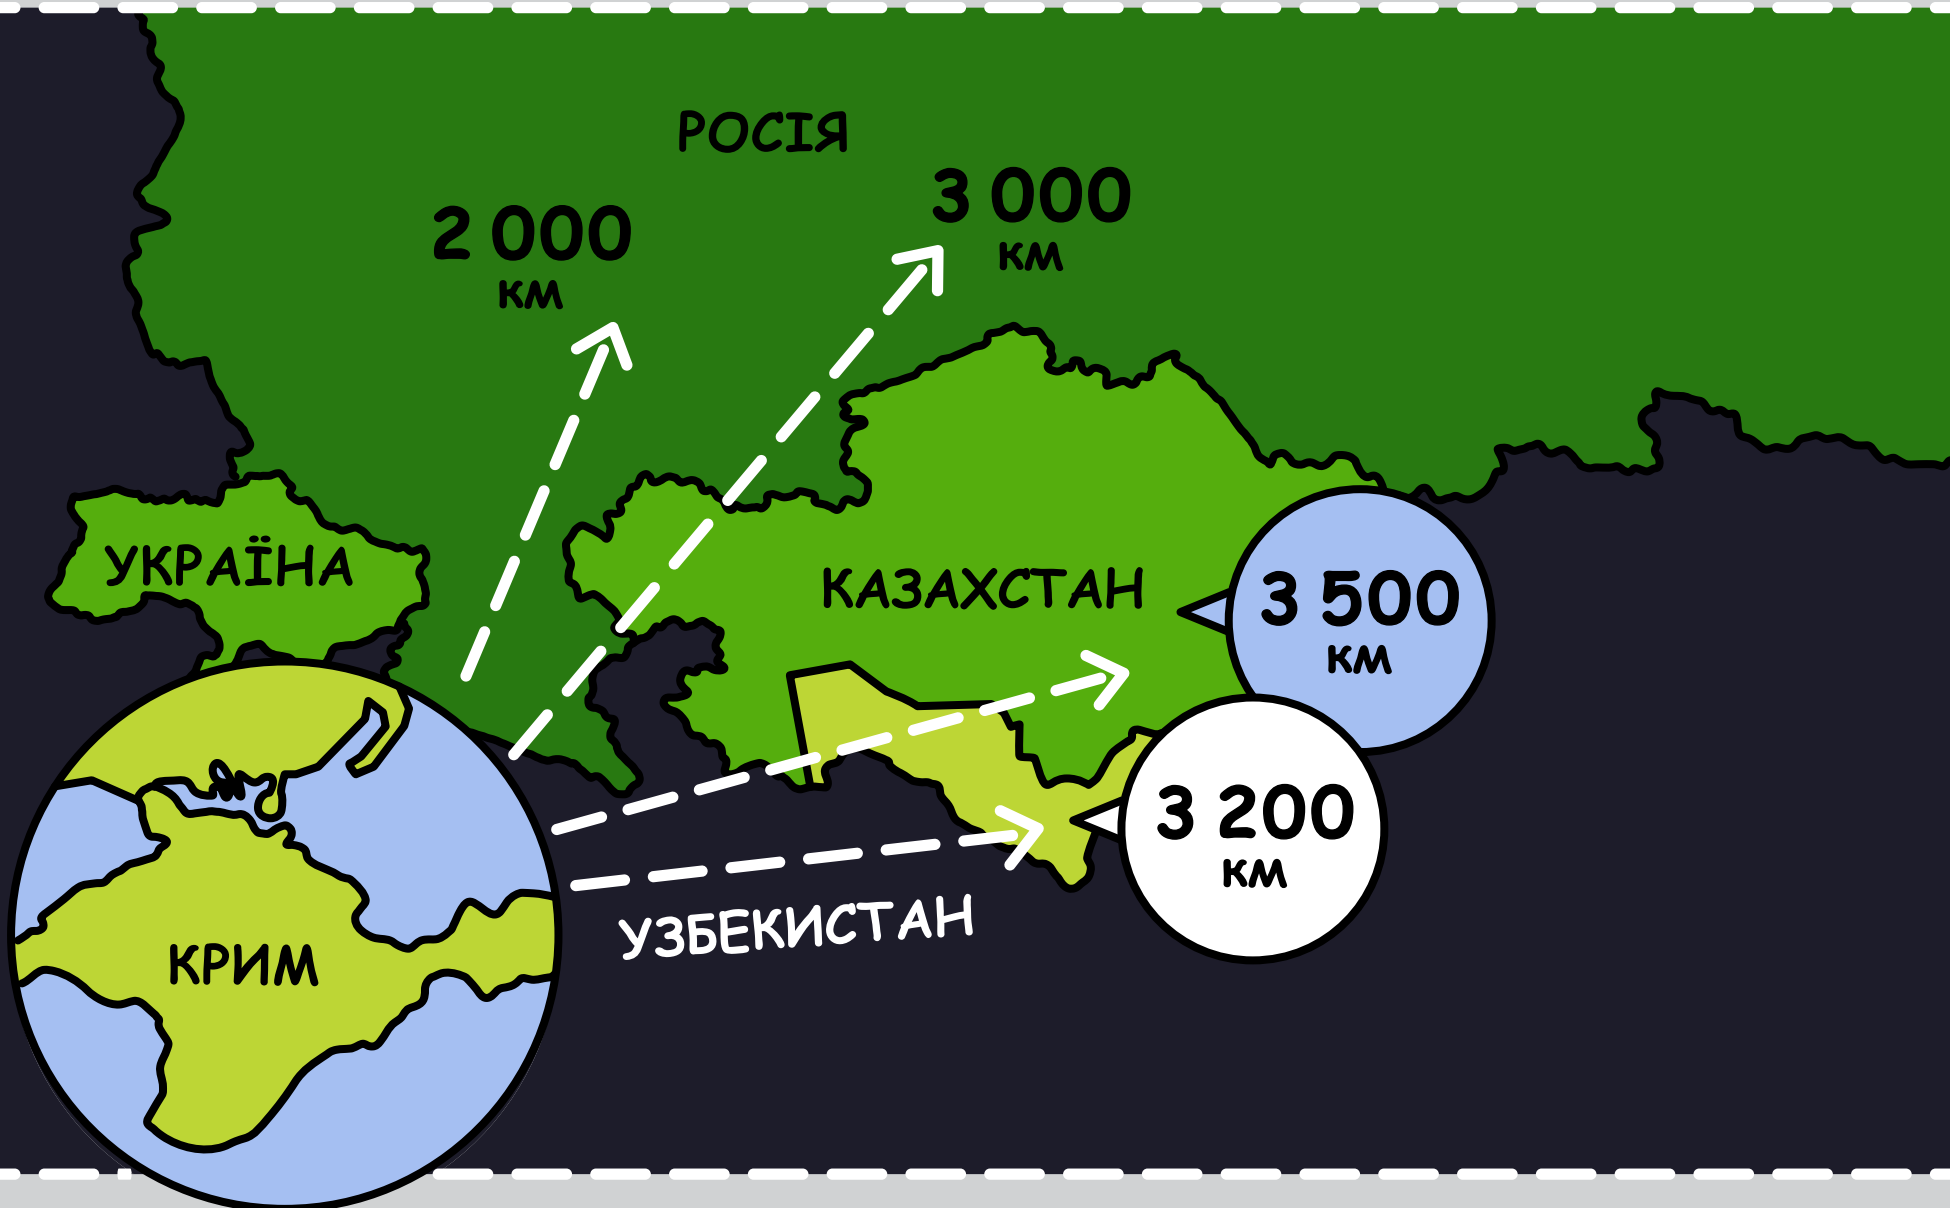 РОСІЯ
2 000
км
3 000
км
УКРАЇНА
КАЗАХСТАН
3 500
км
3 200
км
УЗБЕКИСТАН
КРИМ